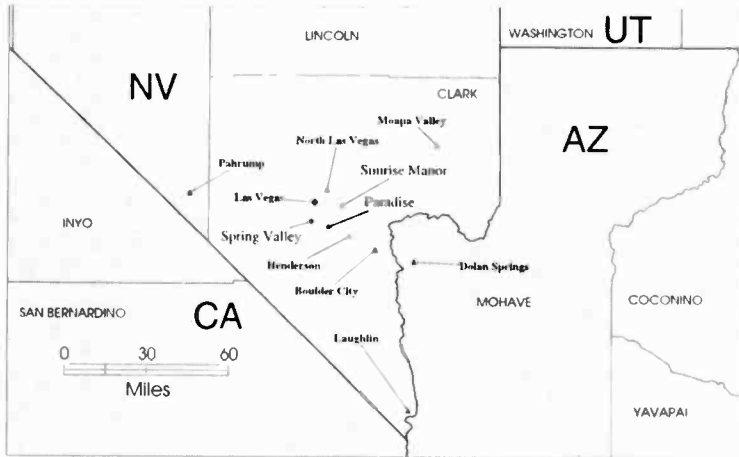 LINCOLN
WASHINGTON UT
NV
CLARK
Moapa Valley
AZ
North Las Vegas
Pahrump
Sunrise Manor
Las Vegas
Paradise
INYO
Spring Valley
Henderson
Dolan Springs
Boulder City
MOHAVE
COCONINO
SAN BERNARDINO
CA
Laughlin
0 30 60
Miles
YAVAPAI